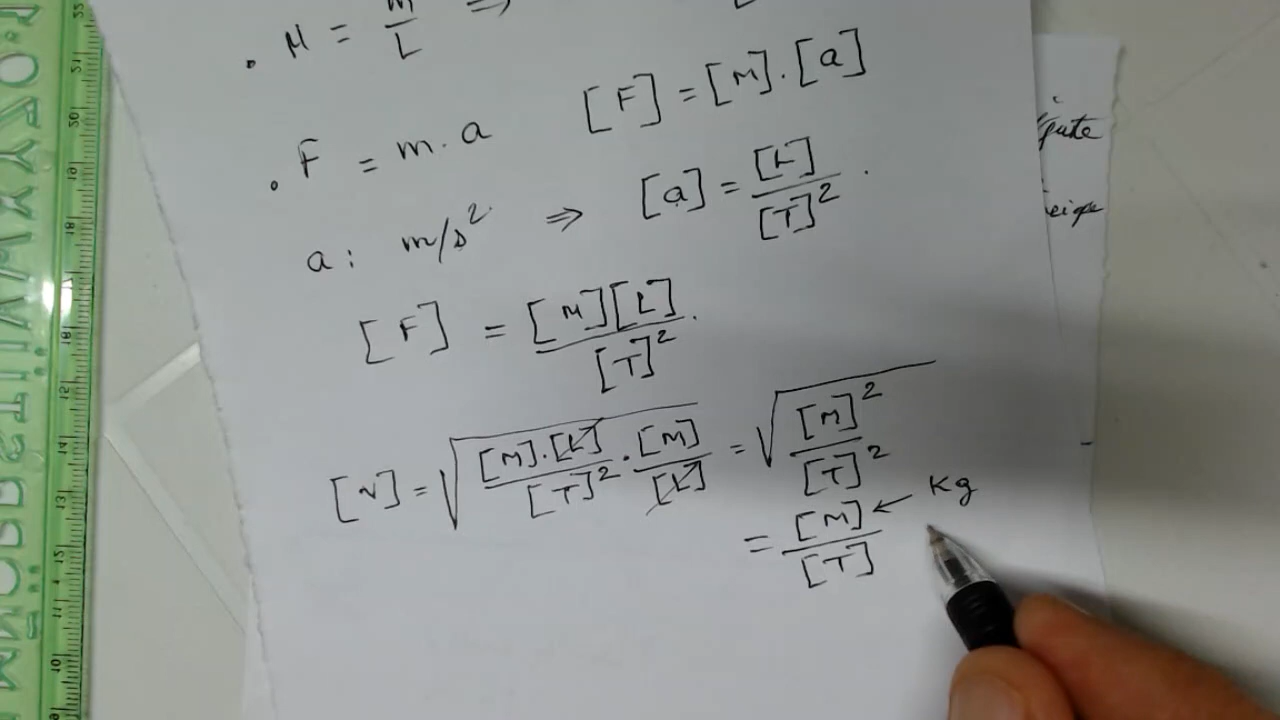 . M = m/L ⇒
. F = m.a [F] = [M].[a]
a: m/s² ⇒ [a] = [L]/[T]² .
[F] = [M][L]/[T]² .
[v] = √([M].[L]/[T]² . [M]/[L]) = √([M]²/[T]²)
= [M]/[T] ← Kg